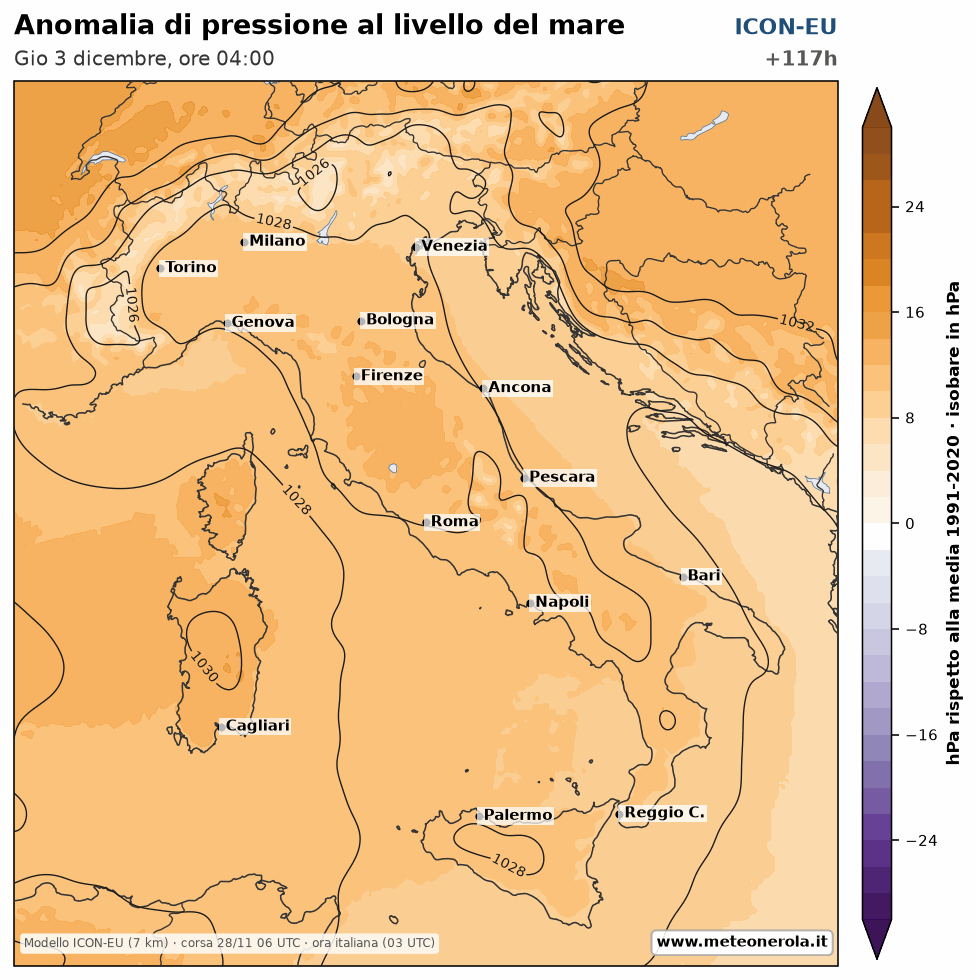 Anomalia di pressione al livello del mare
ICON-EU
Gio 3 dicembre, ore 04:00
+117h
1026
1028
Milano
Venezia
Torino
1026
Genova
Bologna
1032
Firenze
Ancona
Pescara
1028
Roma
Bari
Napoli
1030
Cagliari
Palermo
Reggio C.
1028
Modello ICON-EU (7 km) · corsa 28/11 06 UTC · ora italiana (03 UTC)
www.meteonerola.it
24
16
8
0
−8
−16
−24
hPa rispetto alla media 1991-2020 · isobare in hPa